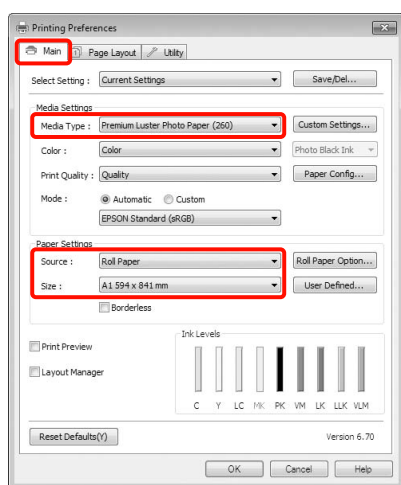 Printing Preferences
Main Page Layout Utility
Select Setting : Current Settings Save/Del...
Media Settings
Media Type : Premium Luster Photo Paper (260) Custom Settings...
Color : Color Photo Black Ink
Print Quality : Quality Paper Config...
Mode : Automatic Custom
EPSON Standard (sRGB)
Paper Settings
Source : Roll Paper Roll Paper Option...
Size : A1 594 x 841 mm User Defined...
Borderless
Ink Levels
Print Preview
Layout Manager
C Y LC MK PK VM LK LLK VLM
Reset Defaults(Y) Version 6.70
OK Cancel Help